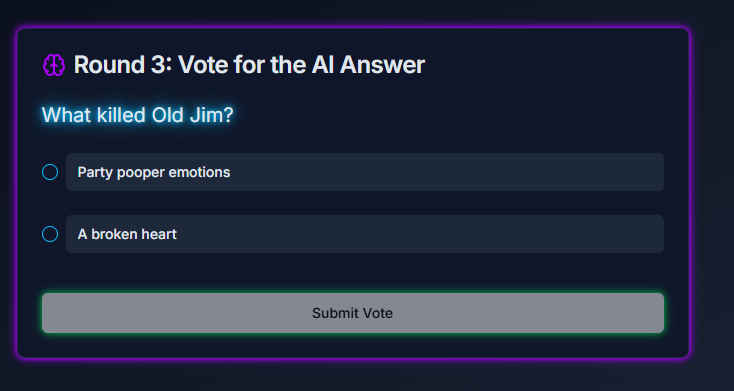 Round 3: Vote for the AI Answer
What killed Old Jim?
Party pooper emotions
A broken heart
Submit Vote